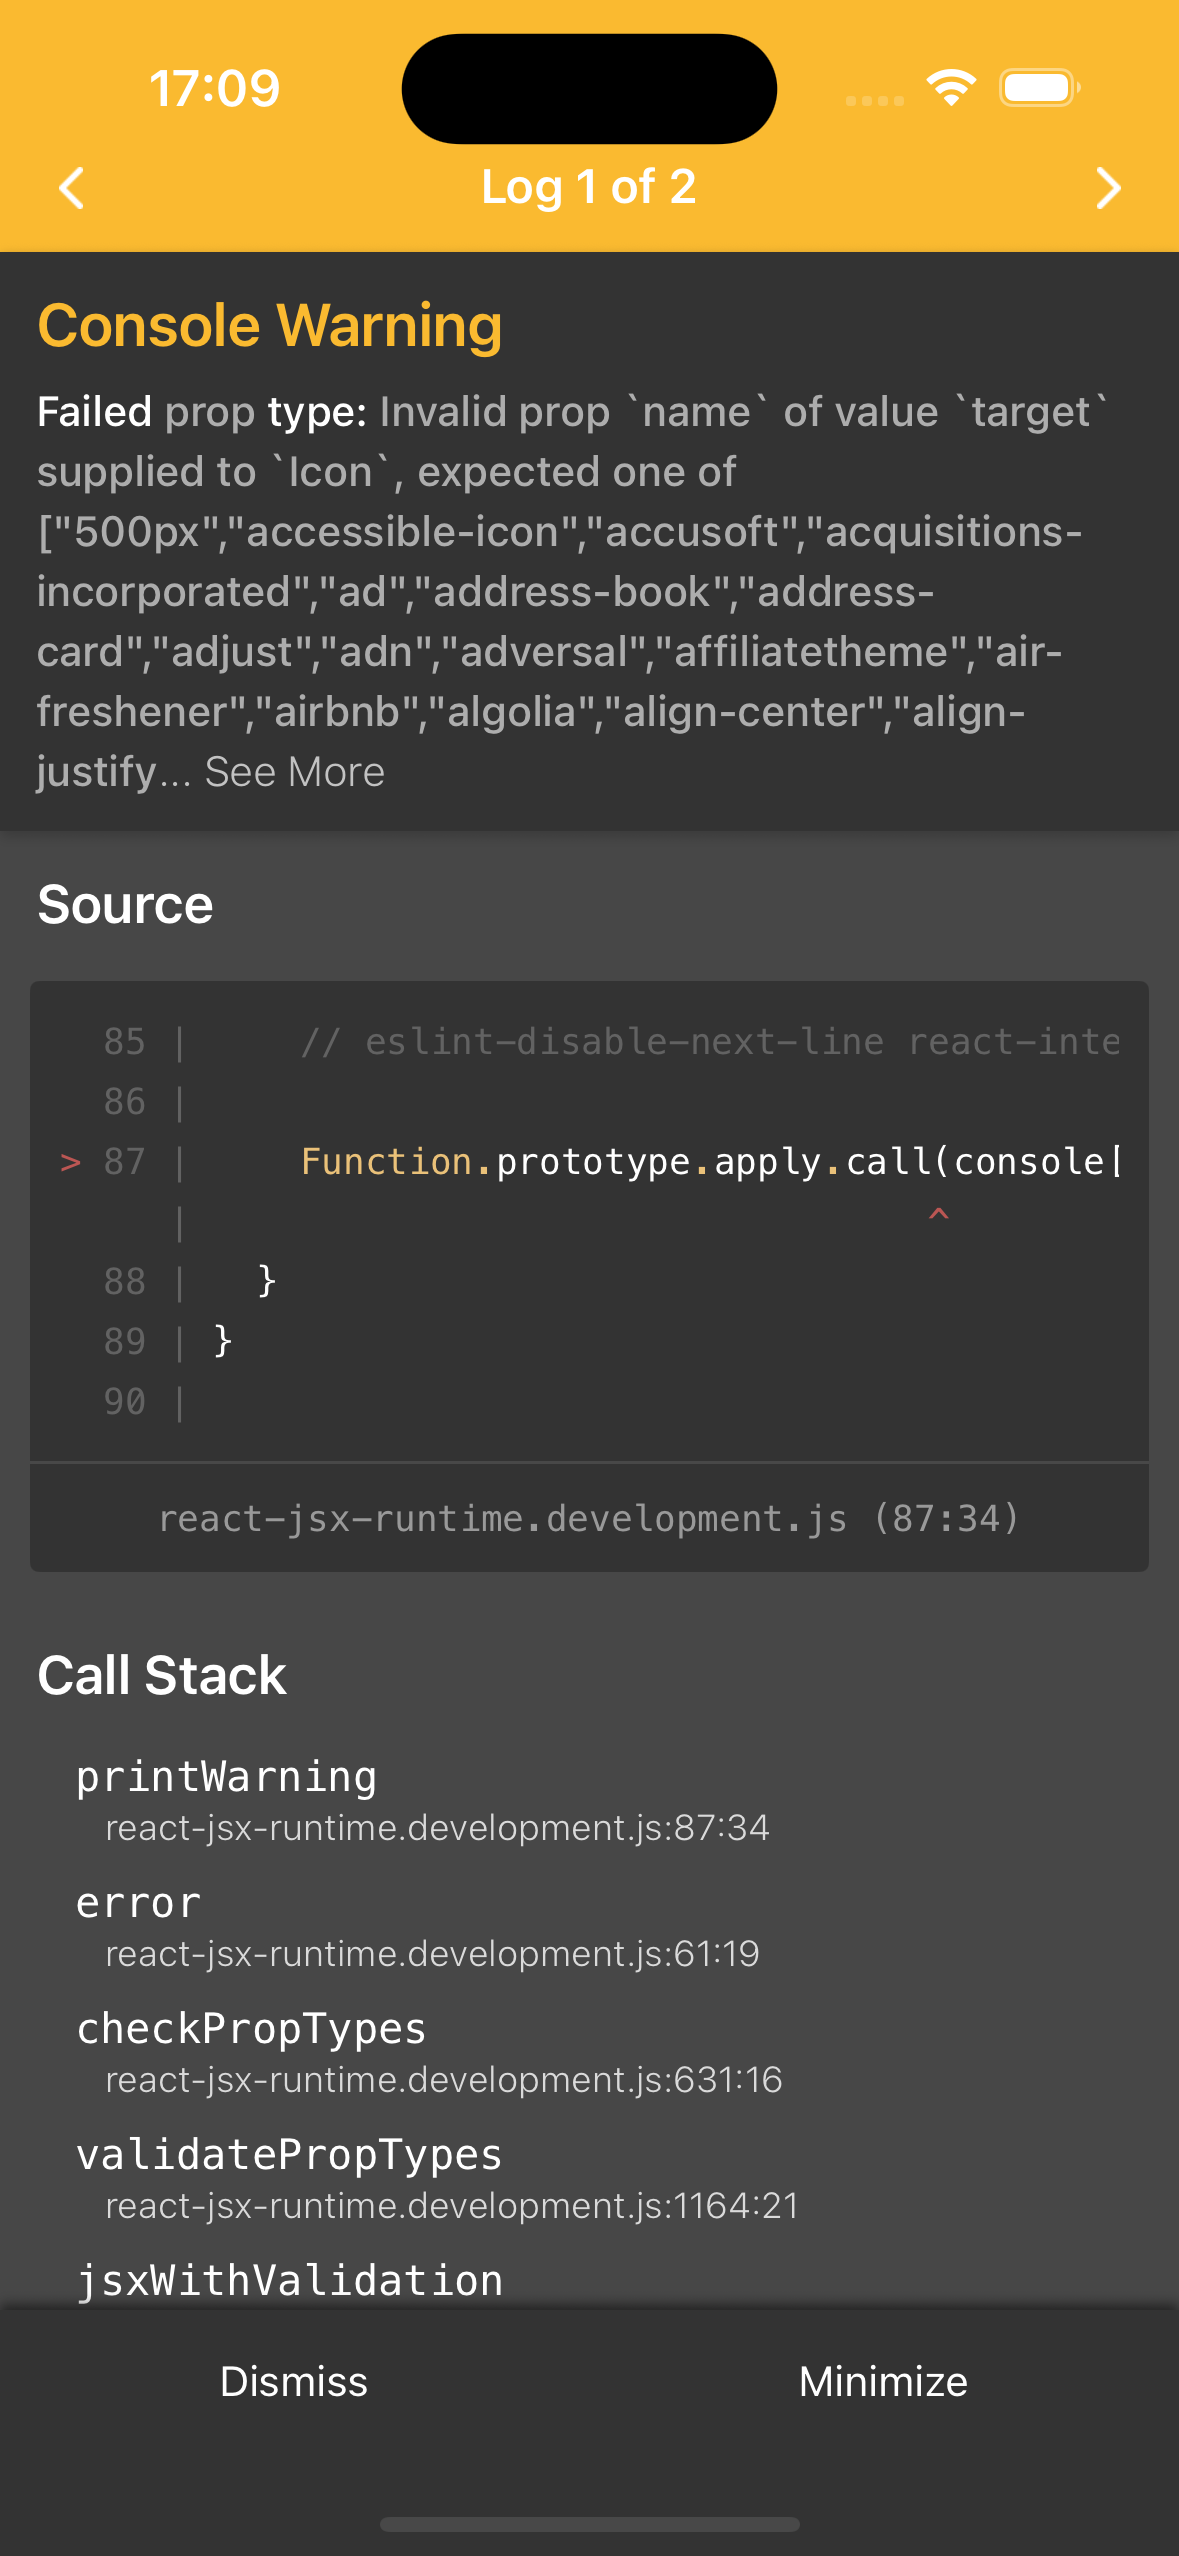 17:09
Log 1 of 2
Console Warning
Failed prop type: Invalid prop `name` of value `target`
supplied to `Icon`, expected one of
["500px","accessible-icon","accusoft","acquisitions-
incorporated","ad","address-book","address-
card","adjust","adn","adversal","affiliatetheme","air-
freshener","airbnb","algolia","align-center","align-
justify... See More
Source
85 |     // eslint-disable-next-line react-inte
86 |
> 87 |     Function.prototype.apply.call(console[
|                                  ^
88 |   }
89 | }
90 |
react-jsx-runtime.development.js (87:34)
Call Stack
printWarning
react-jsx-runtime.development.js:87:34
error
react-jsx-runtime.development.js:61:19
checkPropTypes
react-jsx-runtime.development.js:631:16
validatePropTypes
react-jsx-runtime.development.js:1164:21
jsxWithValidation
Dismiss
Minimize